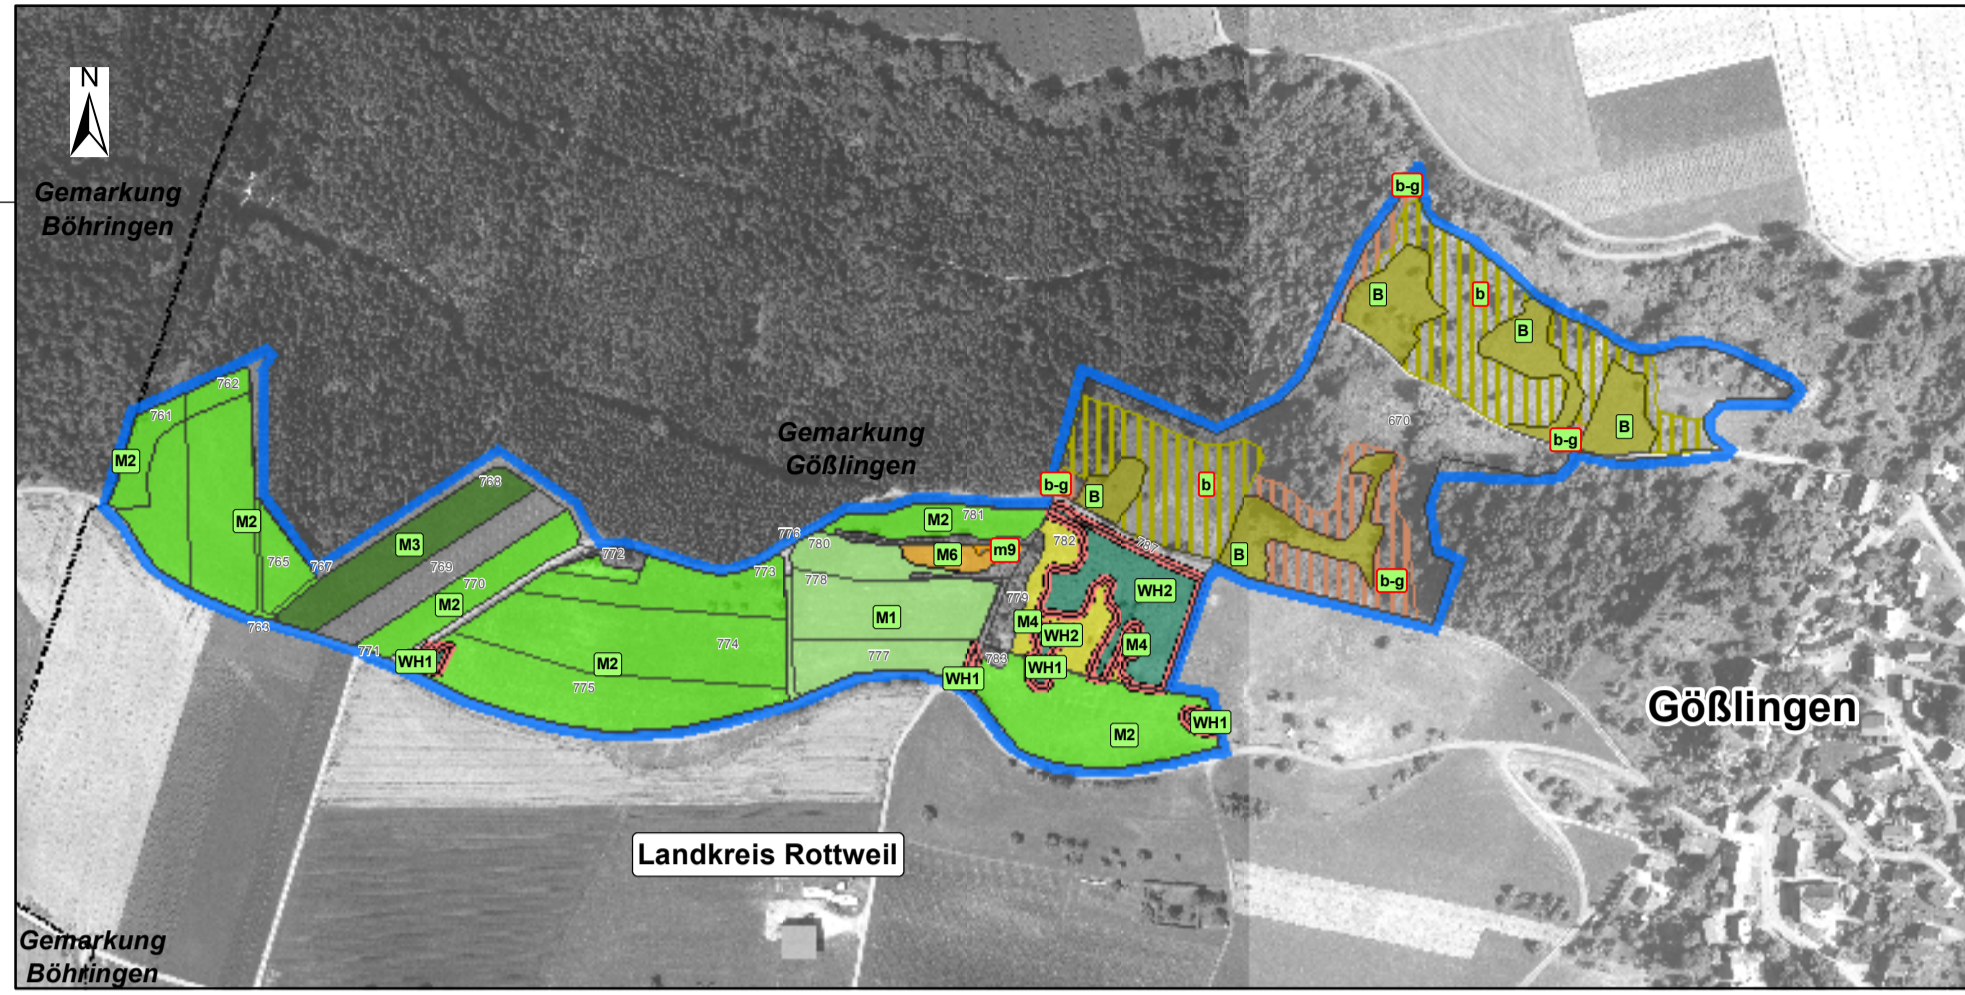 N
Gemarkung
Böhringen
b-g
B
b
B
762
761
670
B
Gemarkung
Gößlingen
b-g
M2
768
b-g
b
B
M2
M2
781
776
780
782
787
M3
772
M6
m9
B
765
767
769
773
778
770
b-g
WH2
M2
779
M1
M4
763
WH2
774
M4
771
777
783
WH1
M2
WH1
WH1
775
Gößlingen
WH1
M2
Landkreis Rottweil
Gemarkung
Böhringen